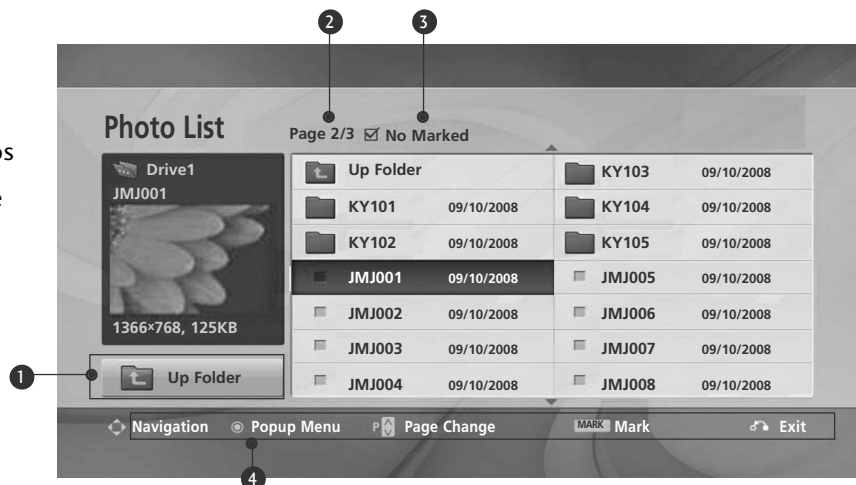 2 3
os
e
Photo List Page 2/3 No Marked
Drive1
JMJ001
1366×768, 125KB
1 Up Folder
Up Folder KY103 09/10/2008
KY101 09/10/2008 KY104 09/10/2008
KY102 09/10/2008 KY105 09/10/2008
JMJ001 09/10/2008 JMJ005 09/10/2008
JMJ002 09/10/2008 JMJ006 09/10/2008
JMJ003 09/10/2008 JMJ007 09/10/2008
JMJ004 09/10/2008 JMJ008 09/10/2008
Navigation Popup Menu P Page Change MARK Mark Exit
4